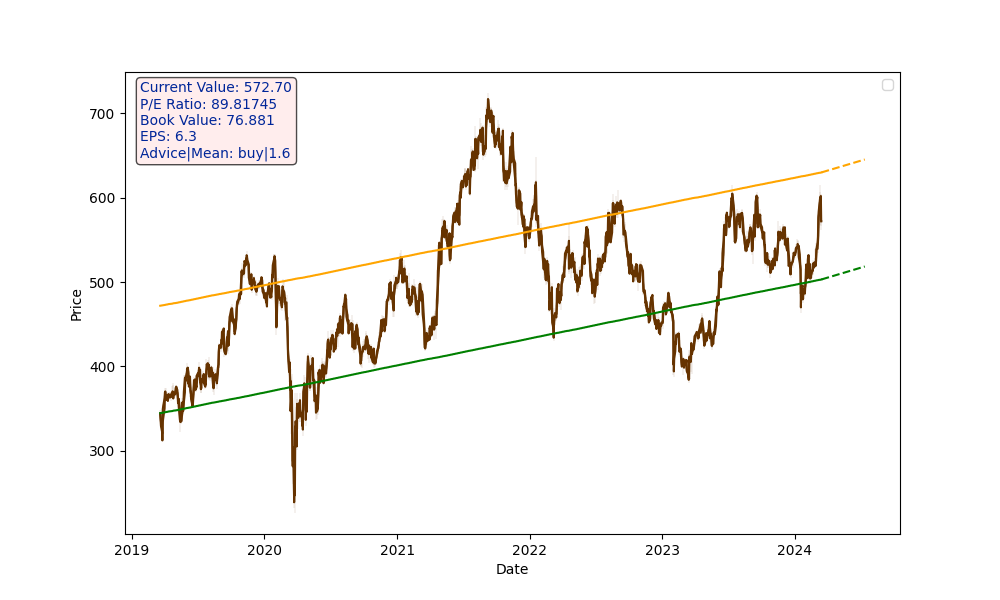 Current Value: 572.70
P/E Ratio: 89.81745
Book Value: 76.881
EPS: 6.3
Advice|Mean: buy|1.6
700
600
500
400
300
Price
2019 2020 2021 2022 2023 2024
Date